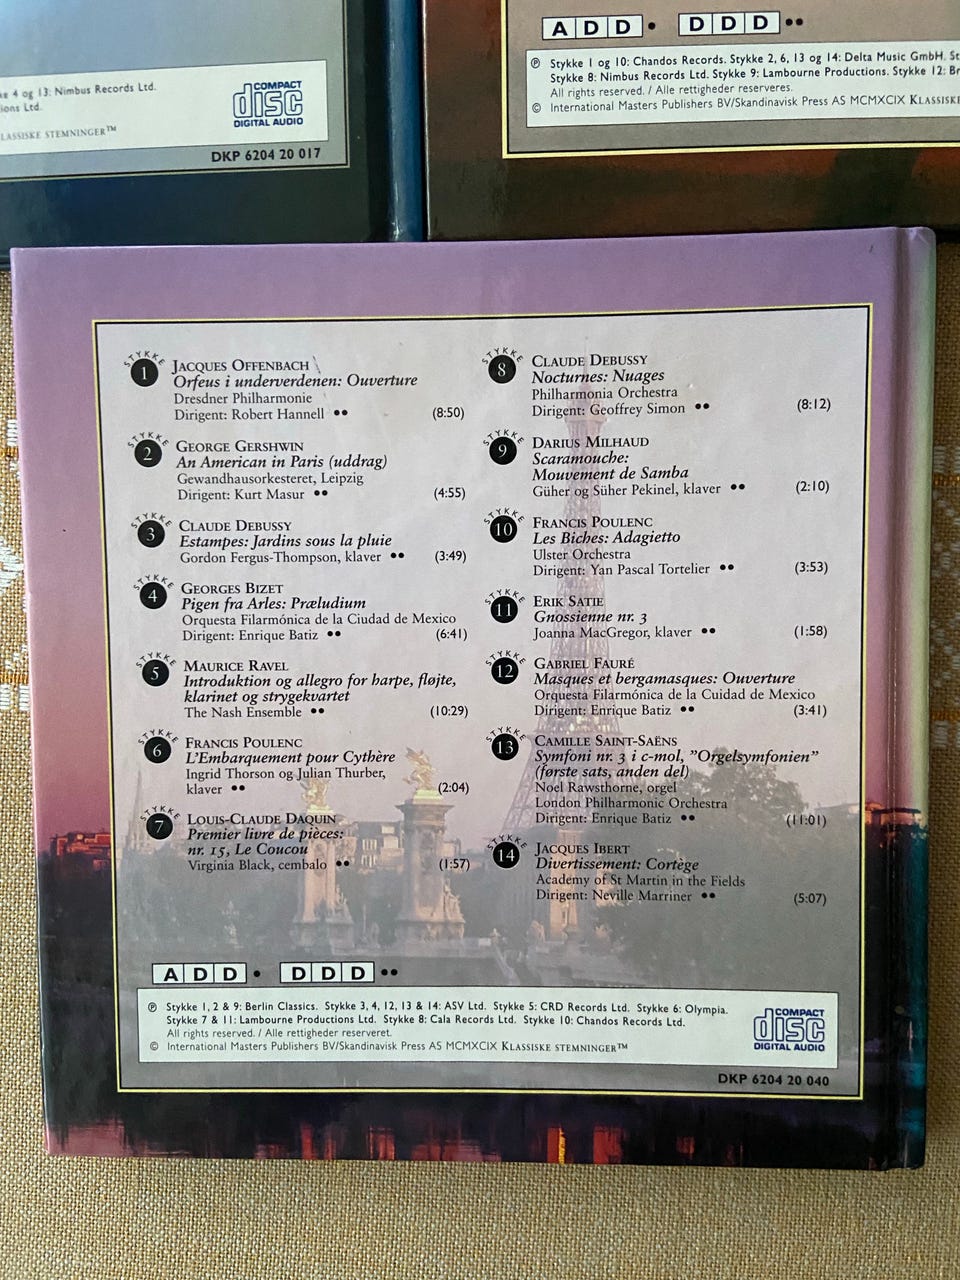 ke 4 og 13: Nimbus Records Ltd.
ions Ltd.
LASSISKE STEMNINGER™
COMPACT
disc
DIGITAL AUDIO
DKP 6204 20 017
A D D • D D D ••
Ⓟ Stykke 1 og 10: Chandos Records. Stykke 2, 6, 13 og 14: Delta Music GmbH. St
Stykke 8: Nimbus Records Ltd. Stykke 9: Lambourne Productions. Stykke 12: Br
All rights reserved. / Alle rettigheder reserveres.
© International Masters Publishers BV/Skandinavisk Press AS MCMXCIX KLASSISKE
STYKKE
1
JACQUES OFFENBACH
Orfeus i underverdenen: Ouverture
Dresdner Philharmonie
Dirigent: Robert Hannell •• (8:50)
STYKKE
2
GEORGE GERSHWIN
An American in Paris (uddrag)
Gewandhausorkesteret, Leipzig
Dirigent: Kurt Masur •• (4:55)
STYKKE
3
CLAUDE DEBUSSY
Estampes: Jardins sous la pluie
Gordon Fergus-Thompson, klaver •• (3:49)
STYKKE
4
GEORGES BIZET
Pigen fra Arles: Præludium
Orquesta Filarmónica de la Ciudad de Mexico
Dirigent: Enrique Batiz •• (6:41)
STYKKE
5
MAURICE RAVEL
Introduktion og allegro for harpe, fløjte,
klarinet og strygekvartet
The Nash Ensemble •• (10:29)
STYKKE
6
FRANCIS POULENC
L'Embarquement pour Cythère
Ingrid Thorson og Julian Thurber,
klaver •• (2:04)
STYKKE
7
LOUIS-CLAUDE DAQUIN
Premier livre de pièces:
nr. 15, Le Coucou
Virginia Black, cembalo •• (1:57)
STYKKE
8
CLAUDE DEBUSSY
Nocturnes: Nuages
Philharmonia Orchestra
Dirigent: Geoffrey Simon •• (8:12)
STYKKE
9
DARIUS MILHAUD
Scaramouche:
Mouvement de Samba
Güher og Süher Pekinel, klaver •• (2:10)
STYKKE
10
FRANCIS POULENC
Les Biches: Adagietto
Ulster Orchestra
Dirigent: Yan Pascal Tortelier •• (3:53)
STYKKE
11
ERIK SATIE
Gnossienne nr. 3
Joanna MacGregor, klaver •• (1:58)
STYKKE
12
GABRIEL FAURÉ
Masques et bergamasques: Ouverture
Orquesta Filarmónica de la Cuidad de Mexico
Dirigent: Enrique Batiz •• (3:41)
STYKKE
13
CAMILLE SAINT-SAËNS
Symfoni nr. 3 i c-mol, "Orgelsymfonien"
(første sats, anden del)
Noel Rawsthorne, orgel
London Philharmonic Orchestra
Dirigent: Enrique Batiz •• (11:01)
STYKKE
14
JACQUES IBERT
Divertissement: Cortège
Academy of St Martin in the Fields
Dirigent: Neville Marriner •• (5:07)
A D D • D D D ••
Ⓟ Stykke 1, 2 & 9: Berlin Classics. Stykke 3, 4, 12, 13 & 14: ASV Ltd. Stykke 5: CRD Records Ltd. Stykke 6: Olympia.
Stykke 7 & 11: Lambourne Productions Ltd. Stykke 8: Cala Records Ltd. Stykke 10: Chandos Records Ltd.
All rights reserved. / Alle rettigheder reserveret.
© International Masters Publishers BV/Skandinavisk Press AS MCMXCIX KLASSISKE STEMNINGER™
COMPACT
disc
DIGITAL AUDIO
DKP 6204 20 040